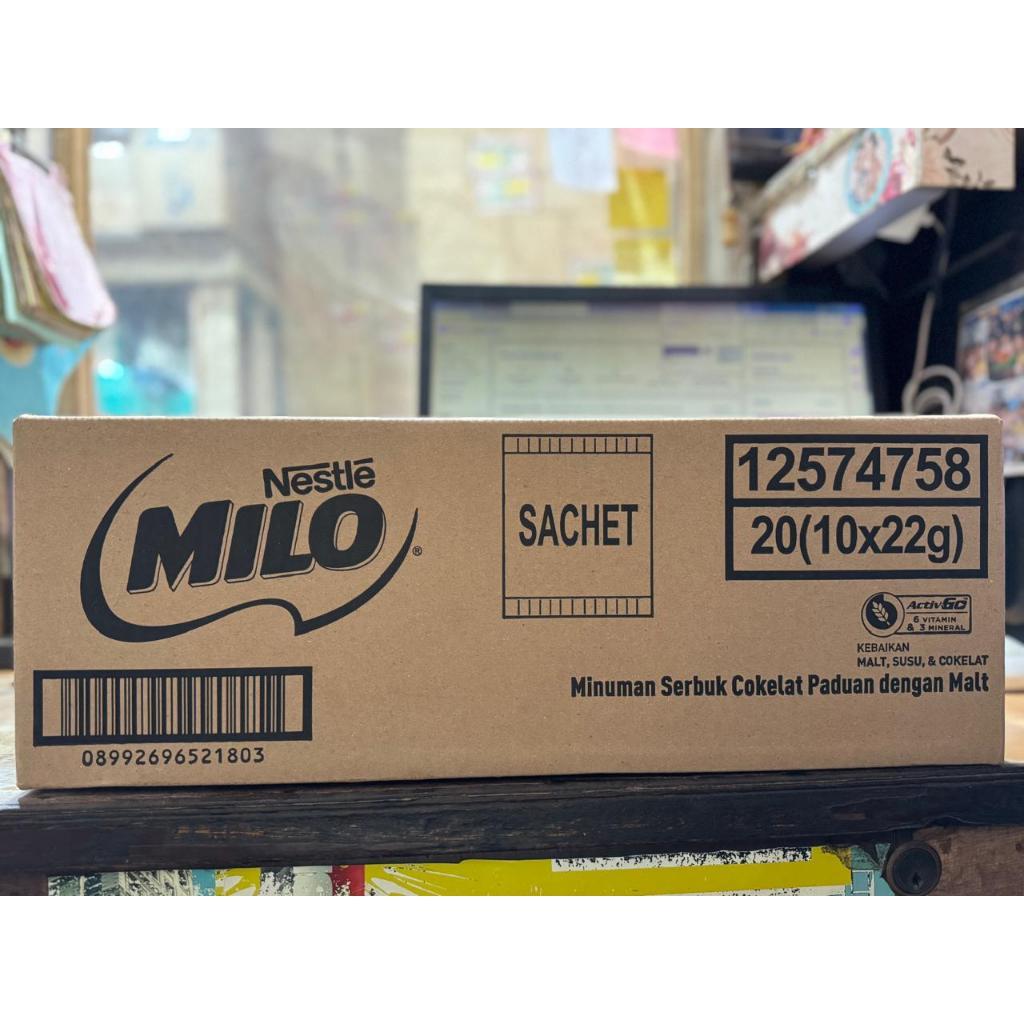 Nestlé
MILO
®
SACHET
12574758
20(10x22g)
ActivGO
6 VITAMIN
& 3 MINERAL
KEBAIKAN
MALT, SUSU, & COKELAT
Minuman Serbuk Cokelat Paduan dengan Malt
08992696521803